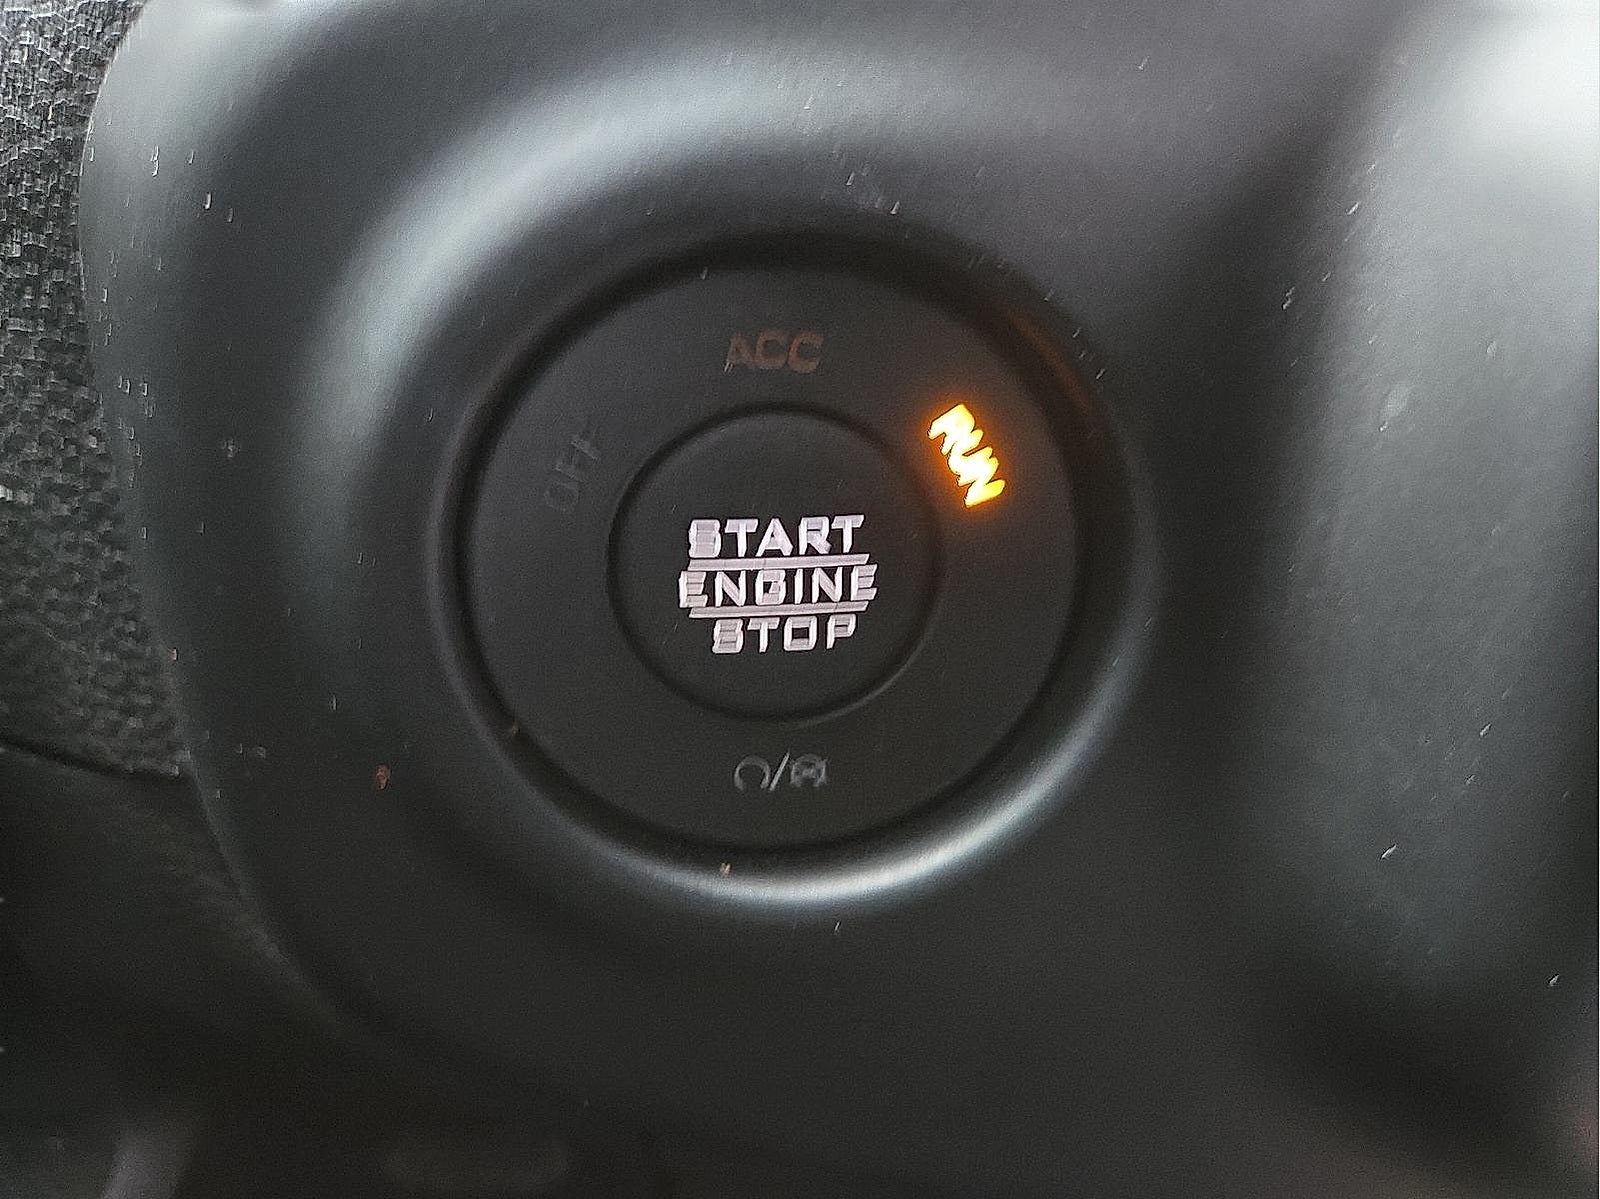 ACC
OFF
RUN
START
ENGINE
STOP